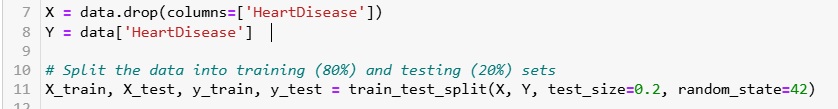 7 X = data.drop(columns=['HeartDisease'])
8 Y = data['HeartDisease']
9
10 # Split the data into training (80%) and testing (20%) sets
11 X_train, X_test, y_train, y_test = train_test_split(X, Y, test_size=0.2, random_state=42)
12